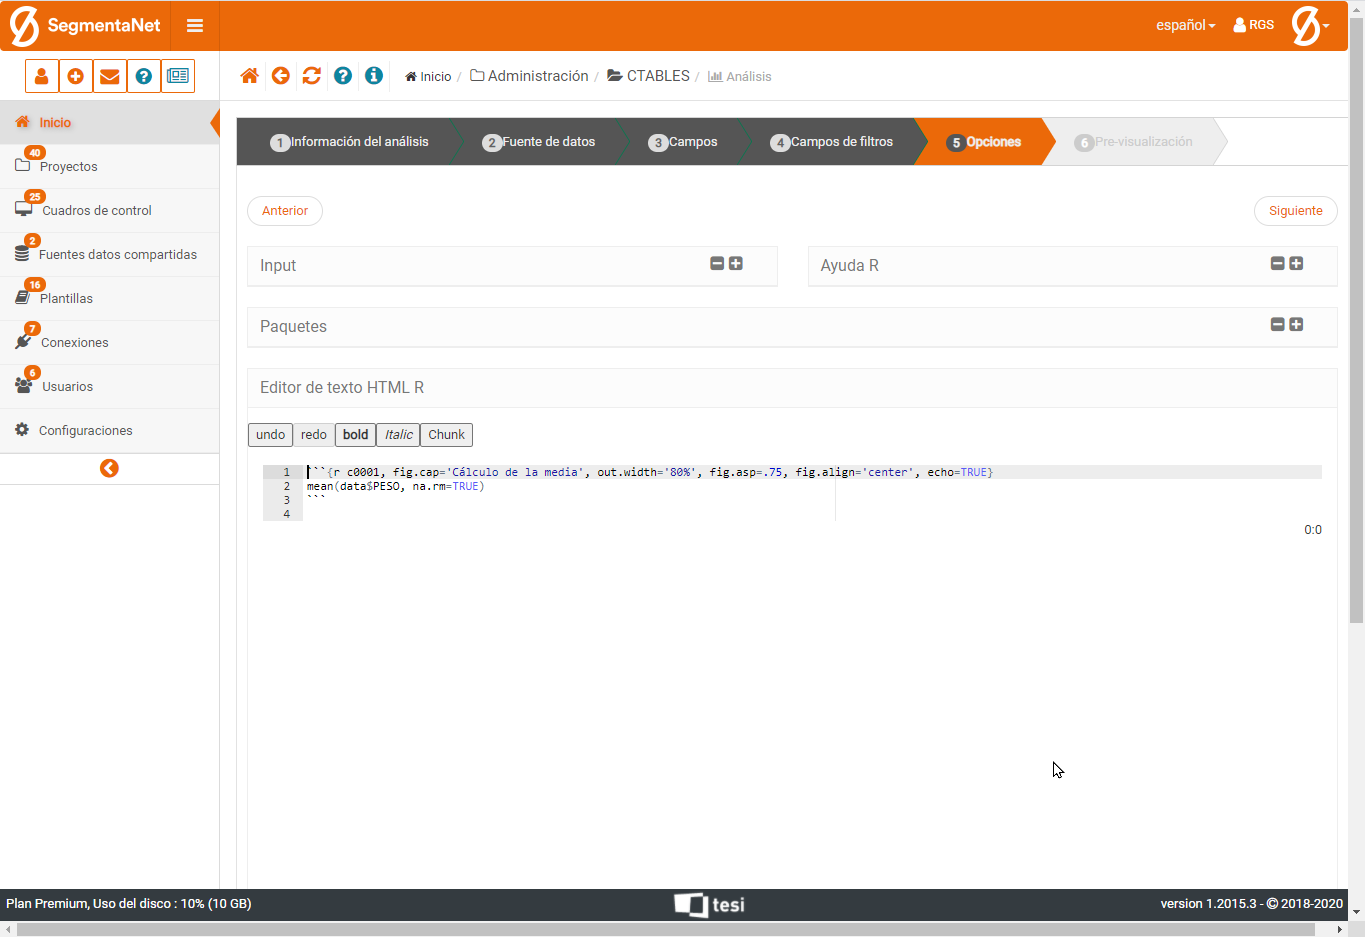 SegmentaNet
español
RGS
Inicio / Administración / CTABLES / Análisis
Inicio
40
Proyectos
25
Cuadros de control
2
Fuentes datos compartidas
16
Plantillas
7
Conexiones
6
Usuarios
Configuraciones
1 Información del análisis
2 Fuente de datos
3 Campos
4 Campos de filtros
5 Opciones
6 Pre-visualización
Anterior
Siguiente
Input
Ayuda R
Paquetes
Editor de texto HTML R
undo redo bold Italic Chunk
1 ```{r c0001, fig.cap='Cálculo de la media', out.width='80%', fig.asp=.75, fig.align='center', echo=TRUE}
2 mean(data$PESO, na.rm=TRUE)
3 ```
4
0:0
Plan Premium, Uso del disco : 10% (10 GB)
tesi
version 1.2015.3 - © 2018-2020